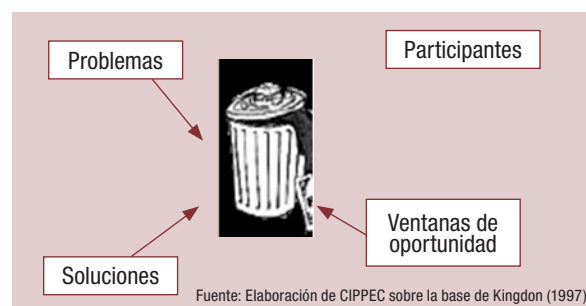 Problemas
Participantes
Ventanas de
oportunidad
Soluciones
Fuente: Elaboración de CIPPEC sobre la base de Kingdon (1997)